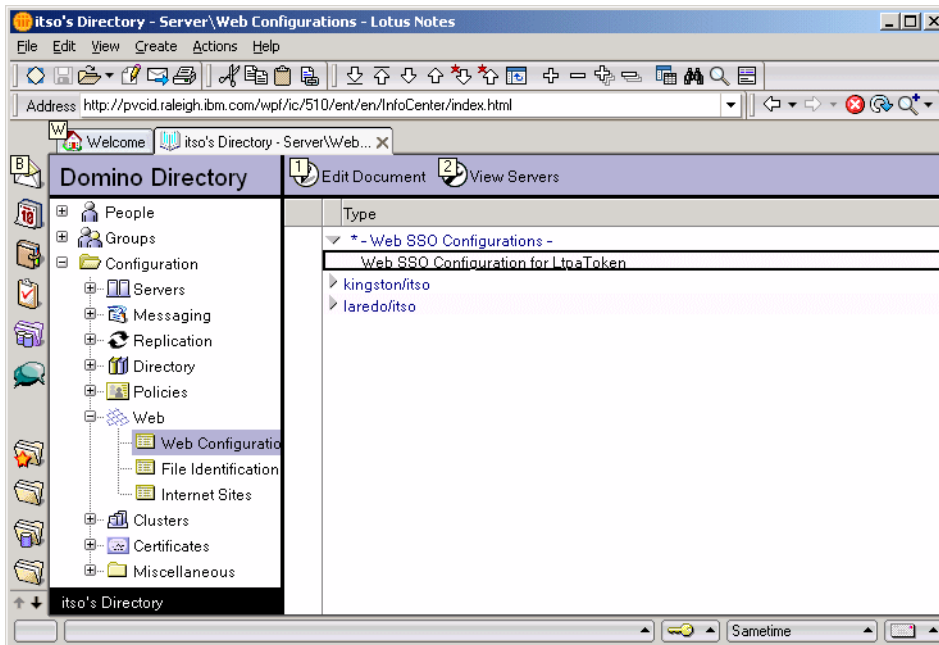 itso's Directory - Server\Web Configurations - Lotus Notes
File Edit View Create Actions Help
Address http://pvcid.raleigh.ibm.com/wpf/ic/510/ent/en/InfoCenter/index.html
W Welcome itso's Directory - Server\Web...
B
Domino Directory
1 Edit Document 2 View Servers
16
People
Groups
Configuration
Servers
Messaging
Replication
Directory
Policies
Web
Web Configuratio
File Identification
Internet Sites
Clusters
Certificates
Miscellaneous
itso's Directory
Type
* - Web SSO Configurations -
Web SSO Configuration for LtpaToken
kingston/itso
laredo/itso
Sametime